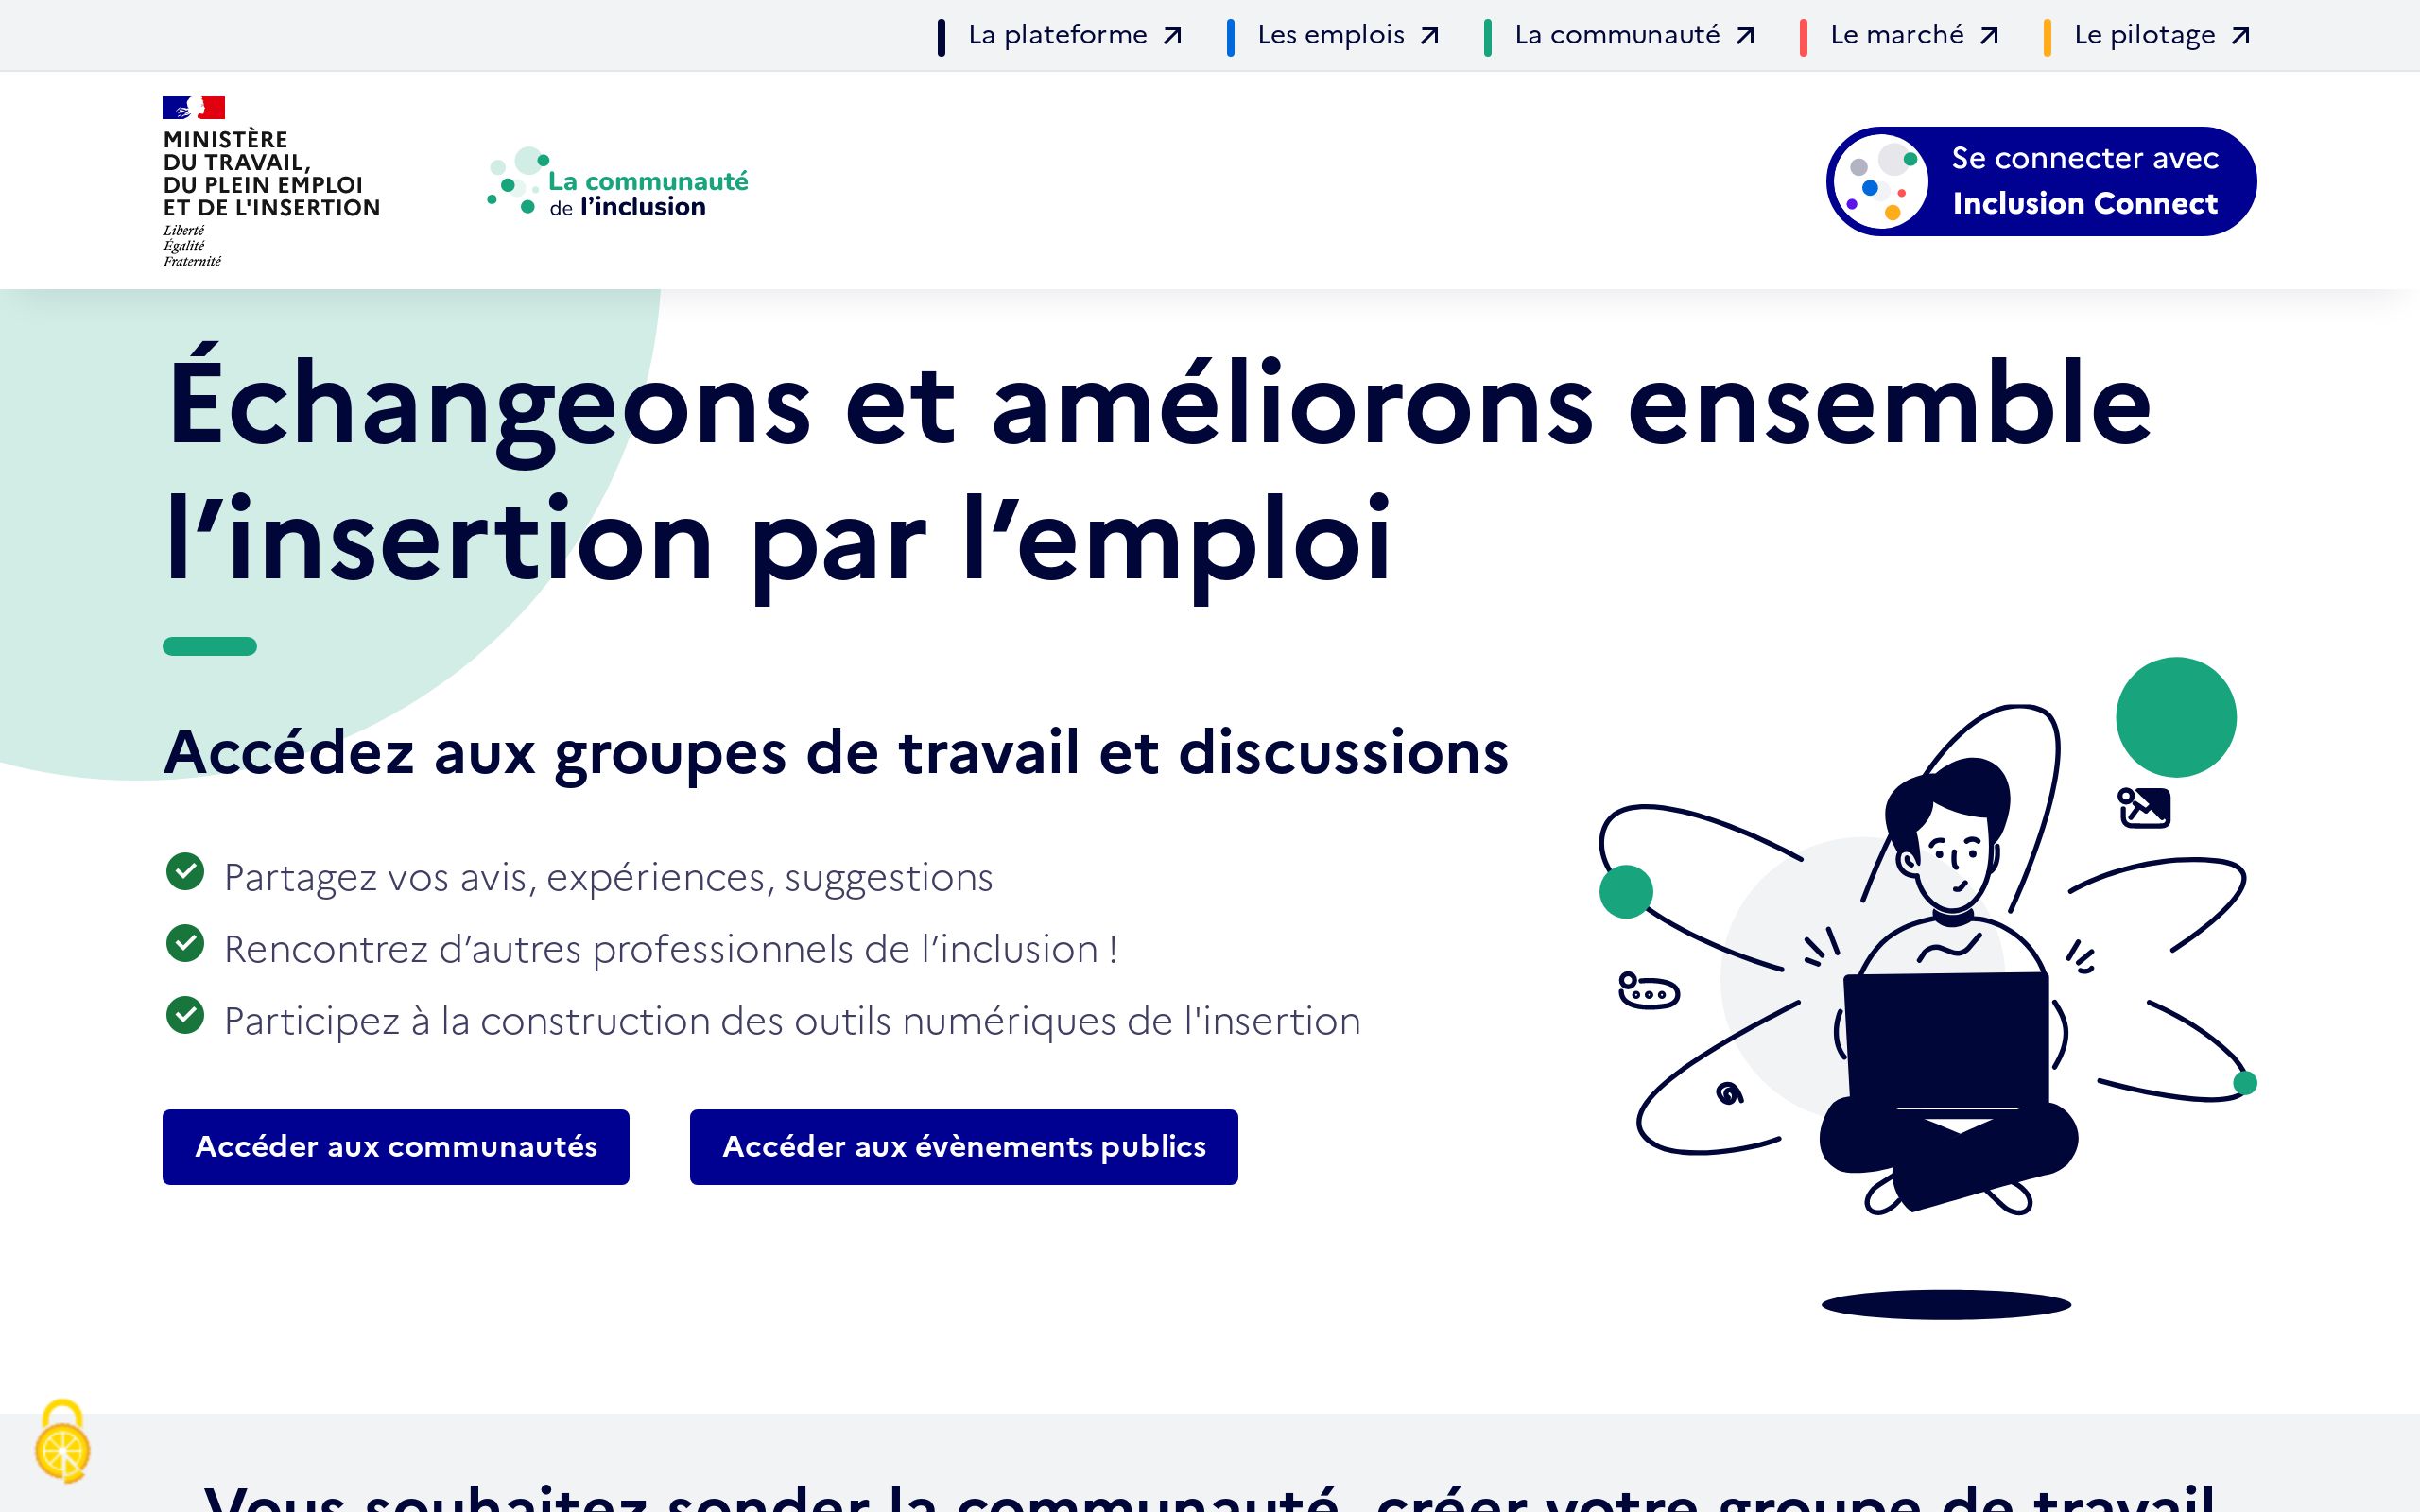 La plateforme
Les emplois
La communauté
Le marché
Le pilotage
MINISTÈRE
DU TRAVAIL,
DU PLEIN EMPLOI
ET DE L'INSERTION
Liberté
Égalité
Fraternité
La communauté
de l’inclusion
Se connecter avec
Inclusion Connect
Échangeons et améliorons ensemble
l’insertion par l’emploi
Accédez aux groupes de travail et discussions
Partagez vos avis, expériences, suggestions
Rencontrez d’autres professionnels de l’inclusion !
Participez à la construction des outils numériques de l'insertion
Accéder aux communautés
Accéder aux évènements publics
Vous souhaitez sonder la communauté, créer votre groupe de travail